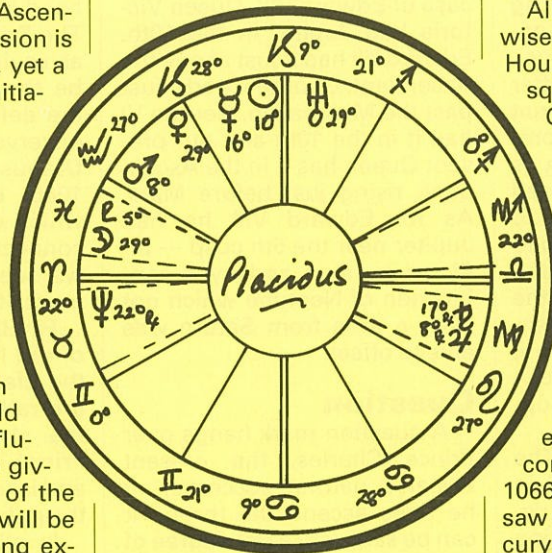 Ascen-
sion is
yet a
itia-
Al
wise
Hou
sq
♑ 9°
♑ 28°
21° ♐
♀ 29°
☿ 16°
☉ 10°
♅ 29°
♒ 27°
♂ 8°
0° ♐
♓
♇ 5°
☽ 29°
♏ 22°
♈ 22°
♎
Placidus
♆ 22° ℞
17° ℞ ♄
8° ℞ ♃
♉
♍
♊ 0°
♌ 27°
♊ 21°
9° ♋
28° ♋
n
ld
flu-
giv-
of the
will be
ng ex-
e
con
1066
saw
cury